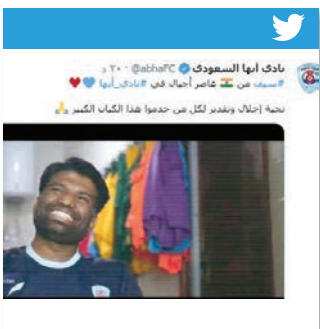 نادي أبها السعودي @abhaFC · ٣٠ د
#سيف من 🇮🇳 عاصر أجيال في #نادي_أبها 💙❤️
تحية إجلال وتقدير لكل من خدموا هذا الكيان الكبير 🙏